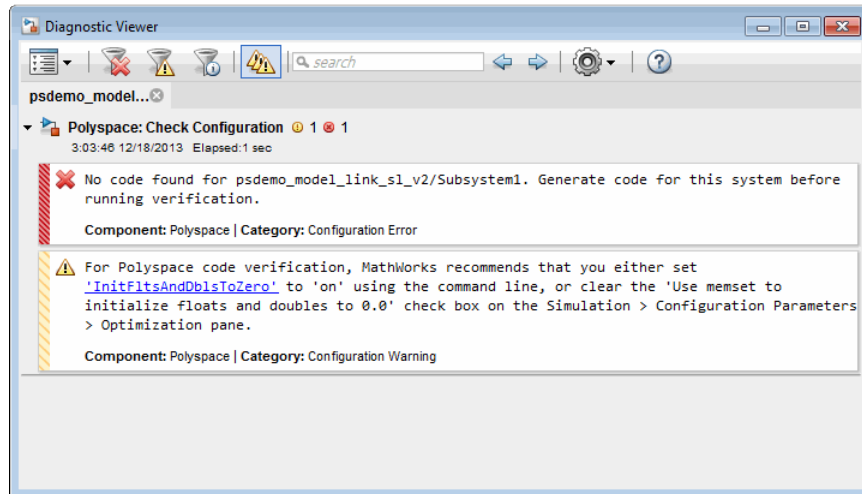 Diagnostic Viewer
search
psdemo_model...
Polyspace: Check Configuration 1 1
3:03:46 12/18/2013 Elapsed:1 sec
No code found for psdemo_model_link_sl_v2/Subsystem1. Generate code for this system before
running verification.
Component: Polyspace | Category: Configuration Error
For Polyspace code verification, MathWorks recommends that you either set
'InitFltsAndDblsToZero' to 'on' using the command line, or clear the 'Use memset to
initialize floats and doubles to 0.0' check box on the Simulation > Configuration Parameters
> Optimization pane.
Component: Polyspace | Category: Configuration Warning